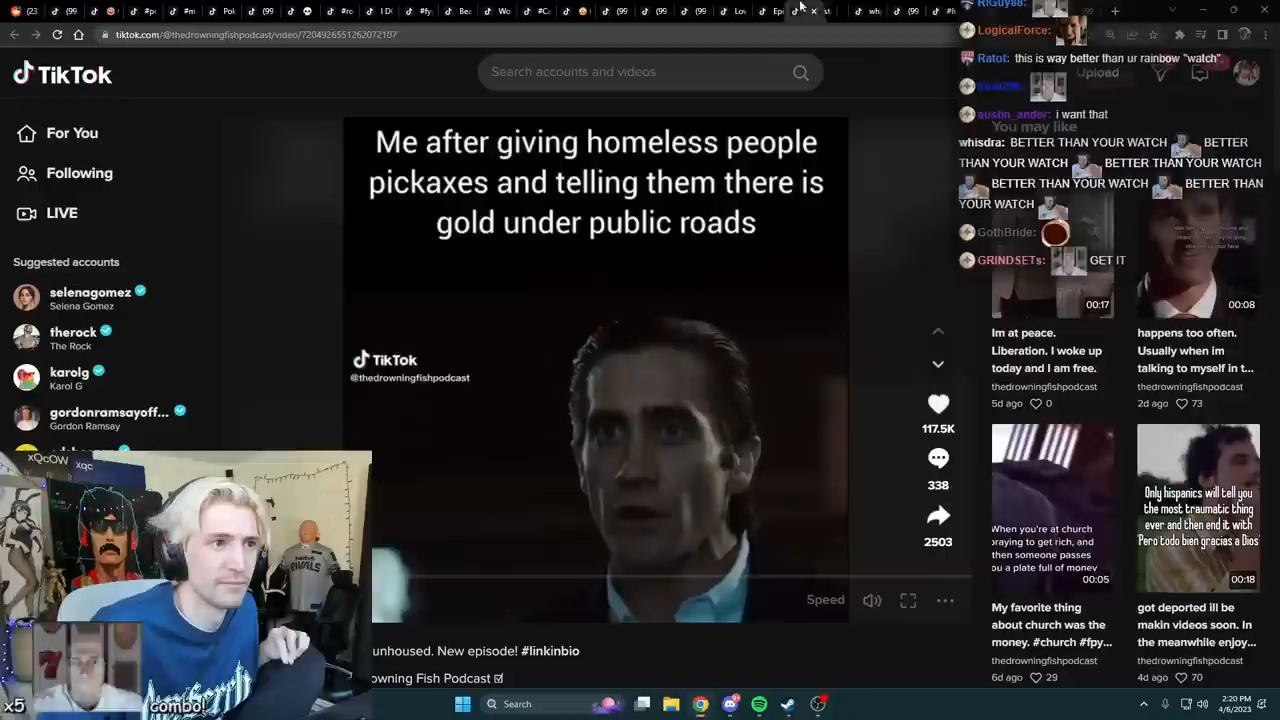 tiktok.com/@thedrowningfishpodcast/video/7204926551262072107
TikTok
Search accounts and videos
Upload
For You
Following
LIVE
Suggested accounts
selenagomez
Selena Gomez
therock
The Rock
karolg
Karol G
gordonramsayoff...
Gordon Ramsay
Me after giving homeless people
pickaxes and telling them there is
gold under public roads
TikTok
@thedrowningfishpodcast
117.5K
338
2503
Speed
unhoused. New episode! #linkinbio
owning Fish Podcast
RiGuy88:
LogicalForce:
Ratot: this is way better than ur rainbow "watch"
austin_ander: i want that
You may like
whisdra: BETTER THAN YOUR WATCH BETTER
THAN YOUR WATCH BETTER THAN YOUR WATCH
BETTER THAN YOUR WATCH BETTER THAN
YOUR WATCH
GothBride:
GRINDSETs: GET IT
00:17
00:08
Im at peace.
Liberation. I woke up
today and I am free.
thedrowningfishpodcast
5d ago 0
happens too often.
Usually when im
talking to myself in t...
thedrowningfishpodcast
2d ago 73
When you're at church
praying to get rich, and
then someone passes
you a plate full of money
00:05
Only hispanics will tell you
the most traumatic thing
ever and then end it with
"Pero todo bien gracias a Dios"
00:18
My favorite thing
about church was the
money. #church #fpy...
thedrowningfishpodcast
6d ago 29
got deported ill be
makin videos soon. In
the meanwhile enjoy...
thedrowningfishpodcast
4d ago 70
xQcOW
xqc
RIVALS
x5
combo!
Search
2:20 PM
4/6/2023